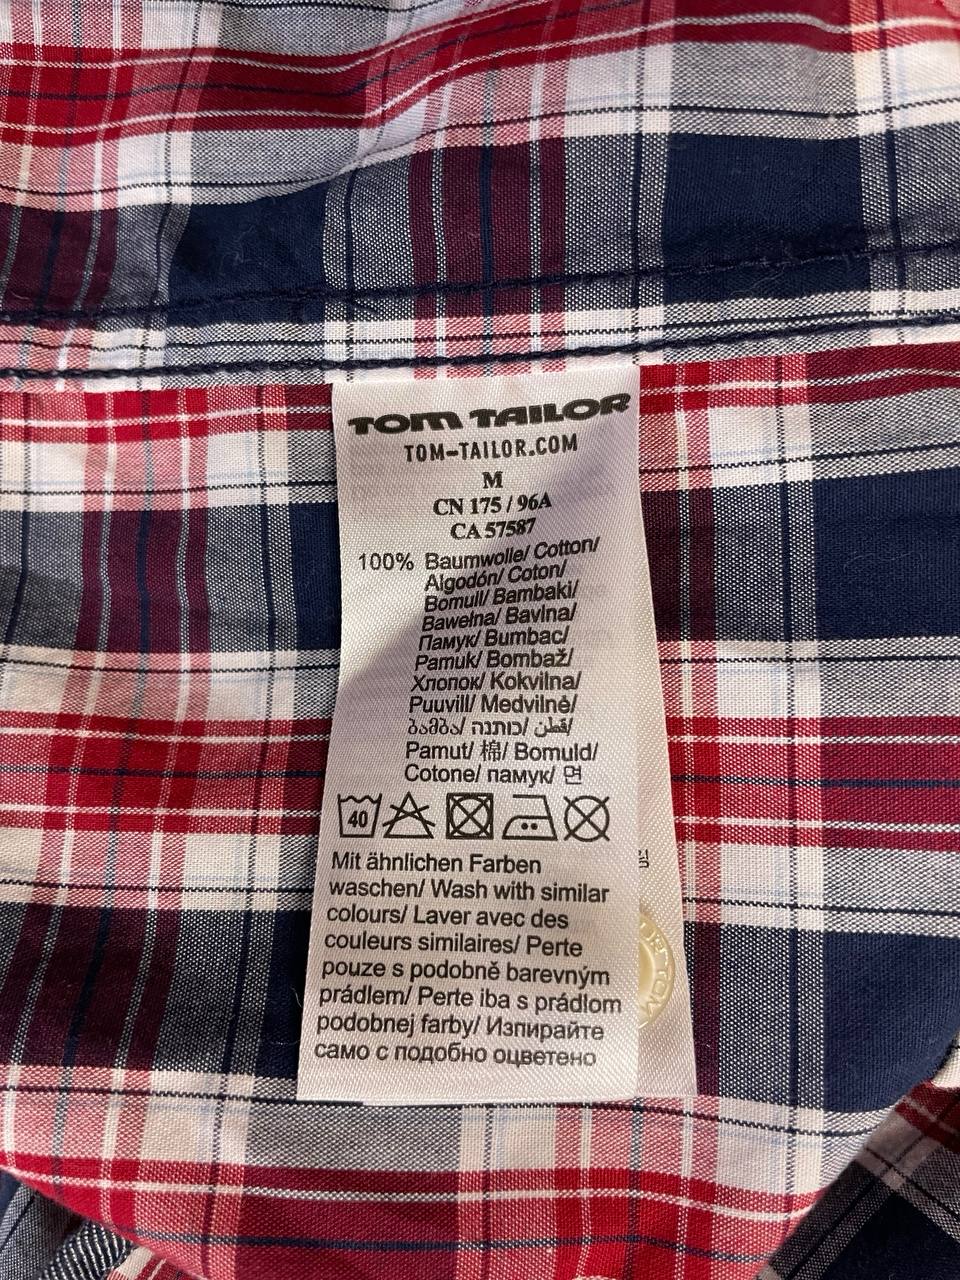 TOM TAILOR
TOM-TAILOR.COM
M
CN 175 / 96A
CA 57587
100% Baumwolle/ Cotton/
Algodón/ Coton/
Bomull/ Bambaki/
Bawełna/ Bavlna/
Памук/ Bumbac/
Pamuk/ Bombaž/
Хлопок/ Kokvilna/
Puuvill/ Medvilnė/
ბამბა/ כותנה/ قطن/
Pamut/ 棉/ Bomuld/
Cotone/ памук/ 면
40
Mit ähnlichen Farben
waschen/ Wash with similar
colours/ Laver avec des
couleurs similaires/ Perte
pouze s podobně barevným
prádlem/ Perte iba s prádlom
podobnej farby/ Изпирайте
само с подобно оцветено